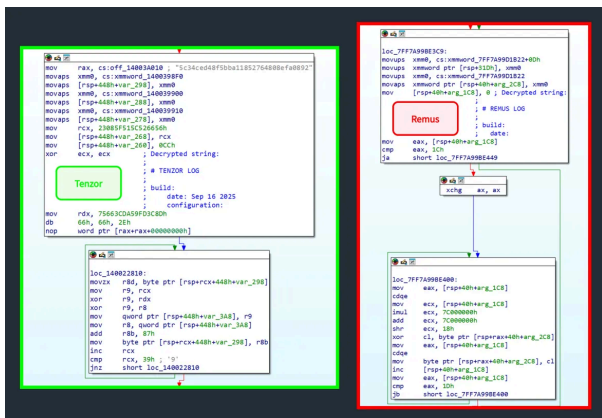 mov rax, cs:off_14003A010 ; "5c34ced48f5bba11852764808efa0892"
movaps xmm0, cs:xmmword_1400398F0
movaps [rsp+448h+var_298], xmm0
movaps xmm0, cs:xmmword_140039900
movaps [rsp+448h+var_288], xmm0
movaps xmm0, cs:xmmword_140039910
movaps [rsp+448h+var_278], xmm0
mov rcx, 23085F515C526656h
mov [rsp+448h+var_268], rcx
mov [rsp+448h+var_260], 0CCh
xor ecx, ecx ; Decrypted string:
;
; # TENZOR LOG
;
; build:
; date: Sep 16 2025
; configuration:
Tenzor
mov rdx, 75663CDA59FD3C8Dh
db 66h, 66h, 2Eh
nop word ptr [rax+rax+00000000h]
loc_140022810:
movzx r8d, byte ptr [rsp+rcx+448h+var_298]
mov r9, rcx
xor r9, rdx
xor r9, r8
mov qword ptr [rsp+448h+var_3A8], r9
mov r8, qword ptr [rsp+448h+var_3A8]
add r8b, 87h
mov byte ptr [rsp+rcx+448h+var_298], r8b
inc rcx
cmp rcx, 39h ; '9'
jnz short loc_140022810
loc_7FF7A99BE3C9:
movups xmm0, cs:xmmword_7FF7A99D1B22+0Dh
movups xmmword ptr [rsp+31Dh], xmm0
movups xmm0, cs:xmmword_7FF7A99D1B22
movaps xmmword ptr [rsp+40h+arg_2C8], xmm0
mov [rsp+40h+arg_1C8], 0 ; Decrypted string:
;
; # REMUS LOG
;
; build:
; date:
Remus
mov eax, [rsp+40h+arg_1C8]
cmp eax, 1Ch
ja short loc_7FF7A99BE449
xchg ax, ax
loc_7FF7A99BE400:
mov eax, [rsp+40h+arg_1C8]
cdqe
mov ecx, [rsp+40h+arg_1C8]
imul ecx, 7C000000h
add ecx, 7C000000h
shr ecx, 18h
xor cl, byte ptr [rsp+rax+40h+arg_2C8]
mov eax, [rsp+40h+arg_1C8]
cdqe
mov byte ptr [rsp+rax+40h+arg_2C8], cl
inc [rsp+40h+arg_1C8]
mov eax, [rsp+40h+arg_1C8]
cmp eax, 1Dh
jb short loc_7FF7A99BE400